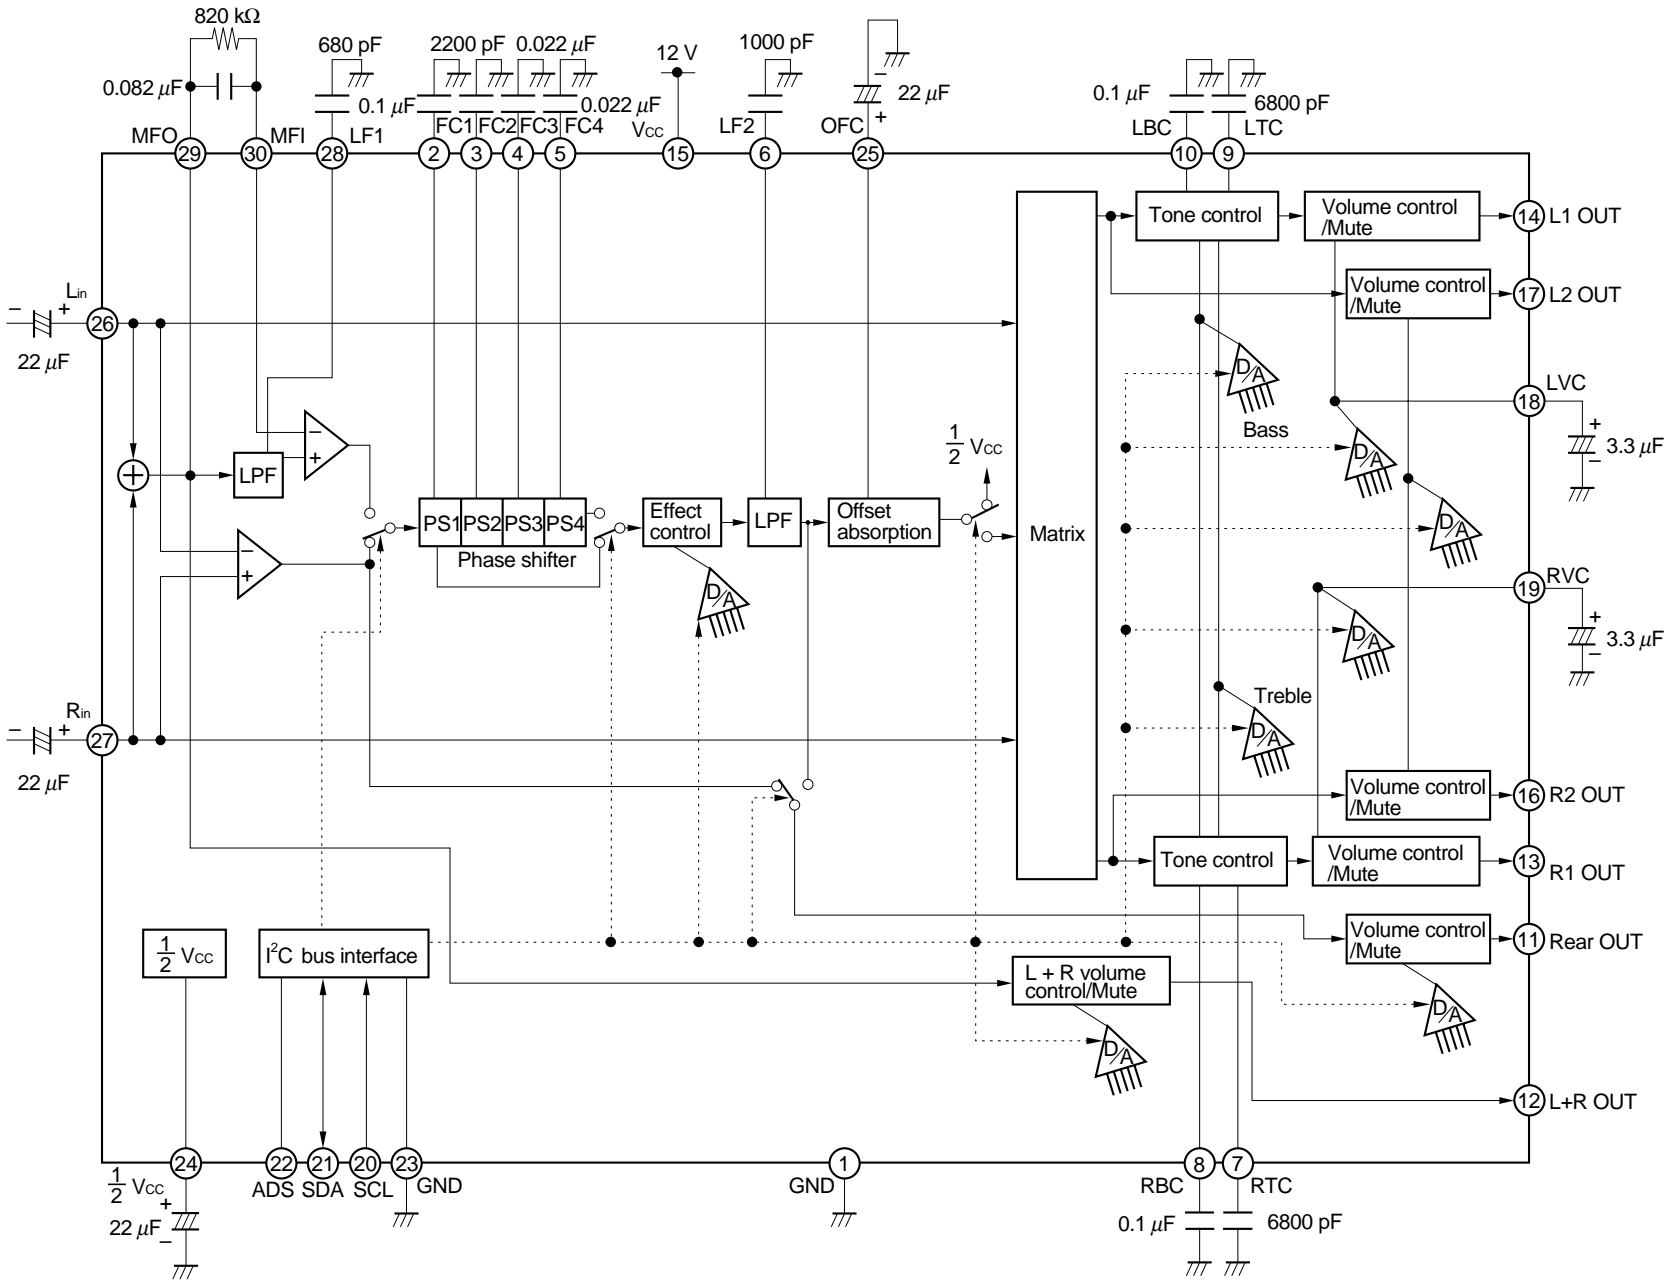 820 kΩ
680 pF
2200 pF
0.022 μF
12 V
1000 pF
0.082 μF
0.1 μF
0.022 μF
22 μF
0.1 μF
6800 pF
MFO
MFI
LF1
FC1
FC2
FC3
FC4
VCC
LF2
OFC
LBC
LTC
29
30
28
2
3
4
5
15
6
25
10
9
Tone control
Volume control
/Mute
14
L1 OUT
Volume control
/Mute
17
L2 OUT
Lin
− +
26
22 μF
D/A
Bass
LVC
18
+
3.3 μF
−
D/A
1/2 VCC
−
+
LPF
PS1
PS2
PS3
PS4
Phase shifter
Effect
control
LPF
Offset
absorption
Matrix
D/A
−
+
D/A
RVC
19
+
3.3 μF
−
D/A
Rin
− +
27
22 μF
Treble
D/A
Volume control
/Mute
16
R2 OUT
Tone control
Volume control
/Mute
13
R1 OUT
1/2 VCC
I2C bus interface
Volume control
/Mute
11
Rear OUT
L + R volume
control/Mute
D/A
D/A
12
L+R OUT
24
22
21
20
23
1
8
7
1/2 VCC
ADS
SDA
SCL
GND
GND
RBC
RTC
+
22 μF
−
0.1 μF
6800 pF
−
+